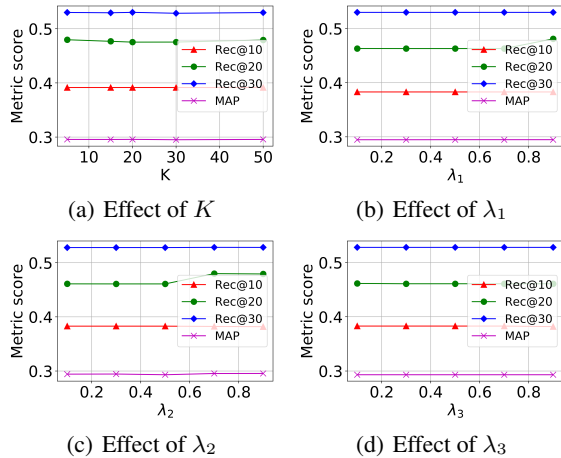 Metric score
0.5
0.4
0.3
Rec@10
Rec@20
Rec@30
MAP
10 20 30 40 50
K
(a) Effect of K
Metric score
0.5
0.4
0.3
Rec@10
Rec@20
Rec@30
MAP
0.2 0.4 0.6 0.8
λ1
(b) Effect of λ1
Metric score
0.5
0.4
0.3
Rec@10
Rec@20
Rec@30
MAP
0.2 0.4 0.6 0.8
λ2
(c) Effect of λ2
Metric score
0.5
0.4
0.3
Rec@10
Rec@20
Rec@30
MAP
0.2 0.4 0.6 0.8
λ3
(d) Effect of λ3